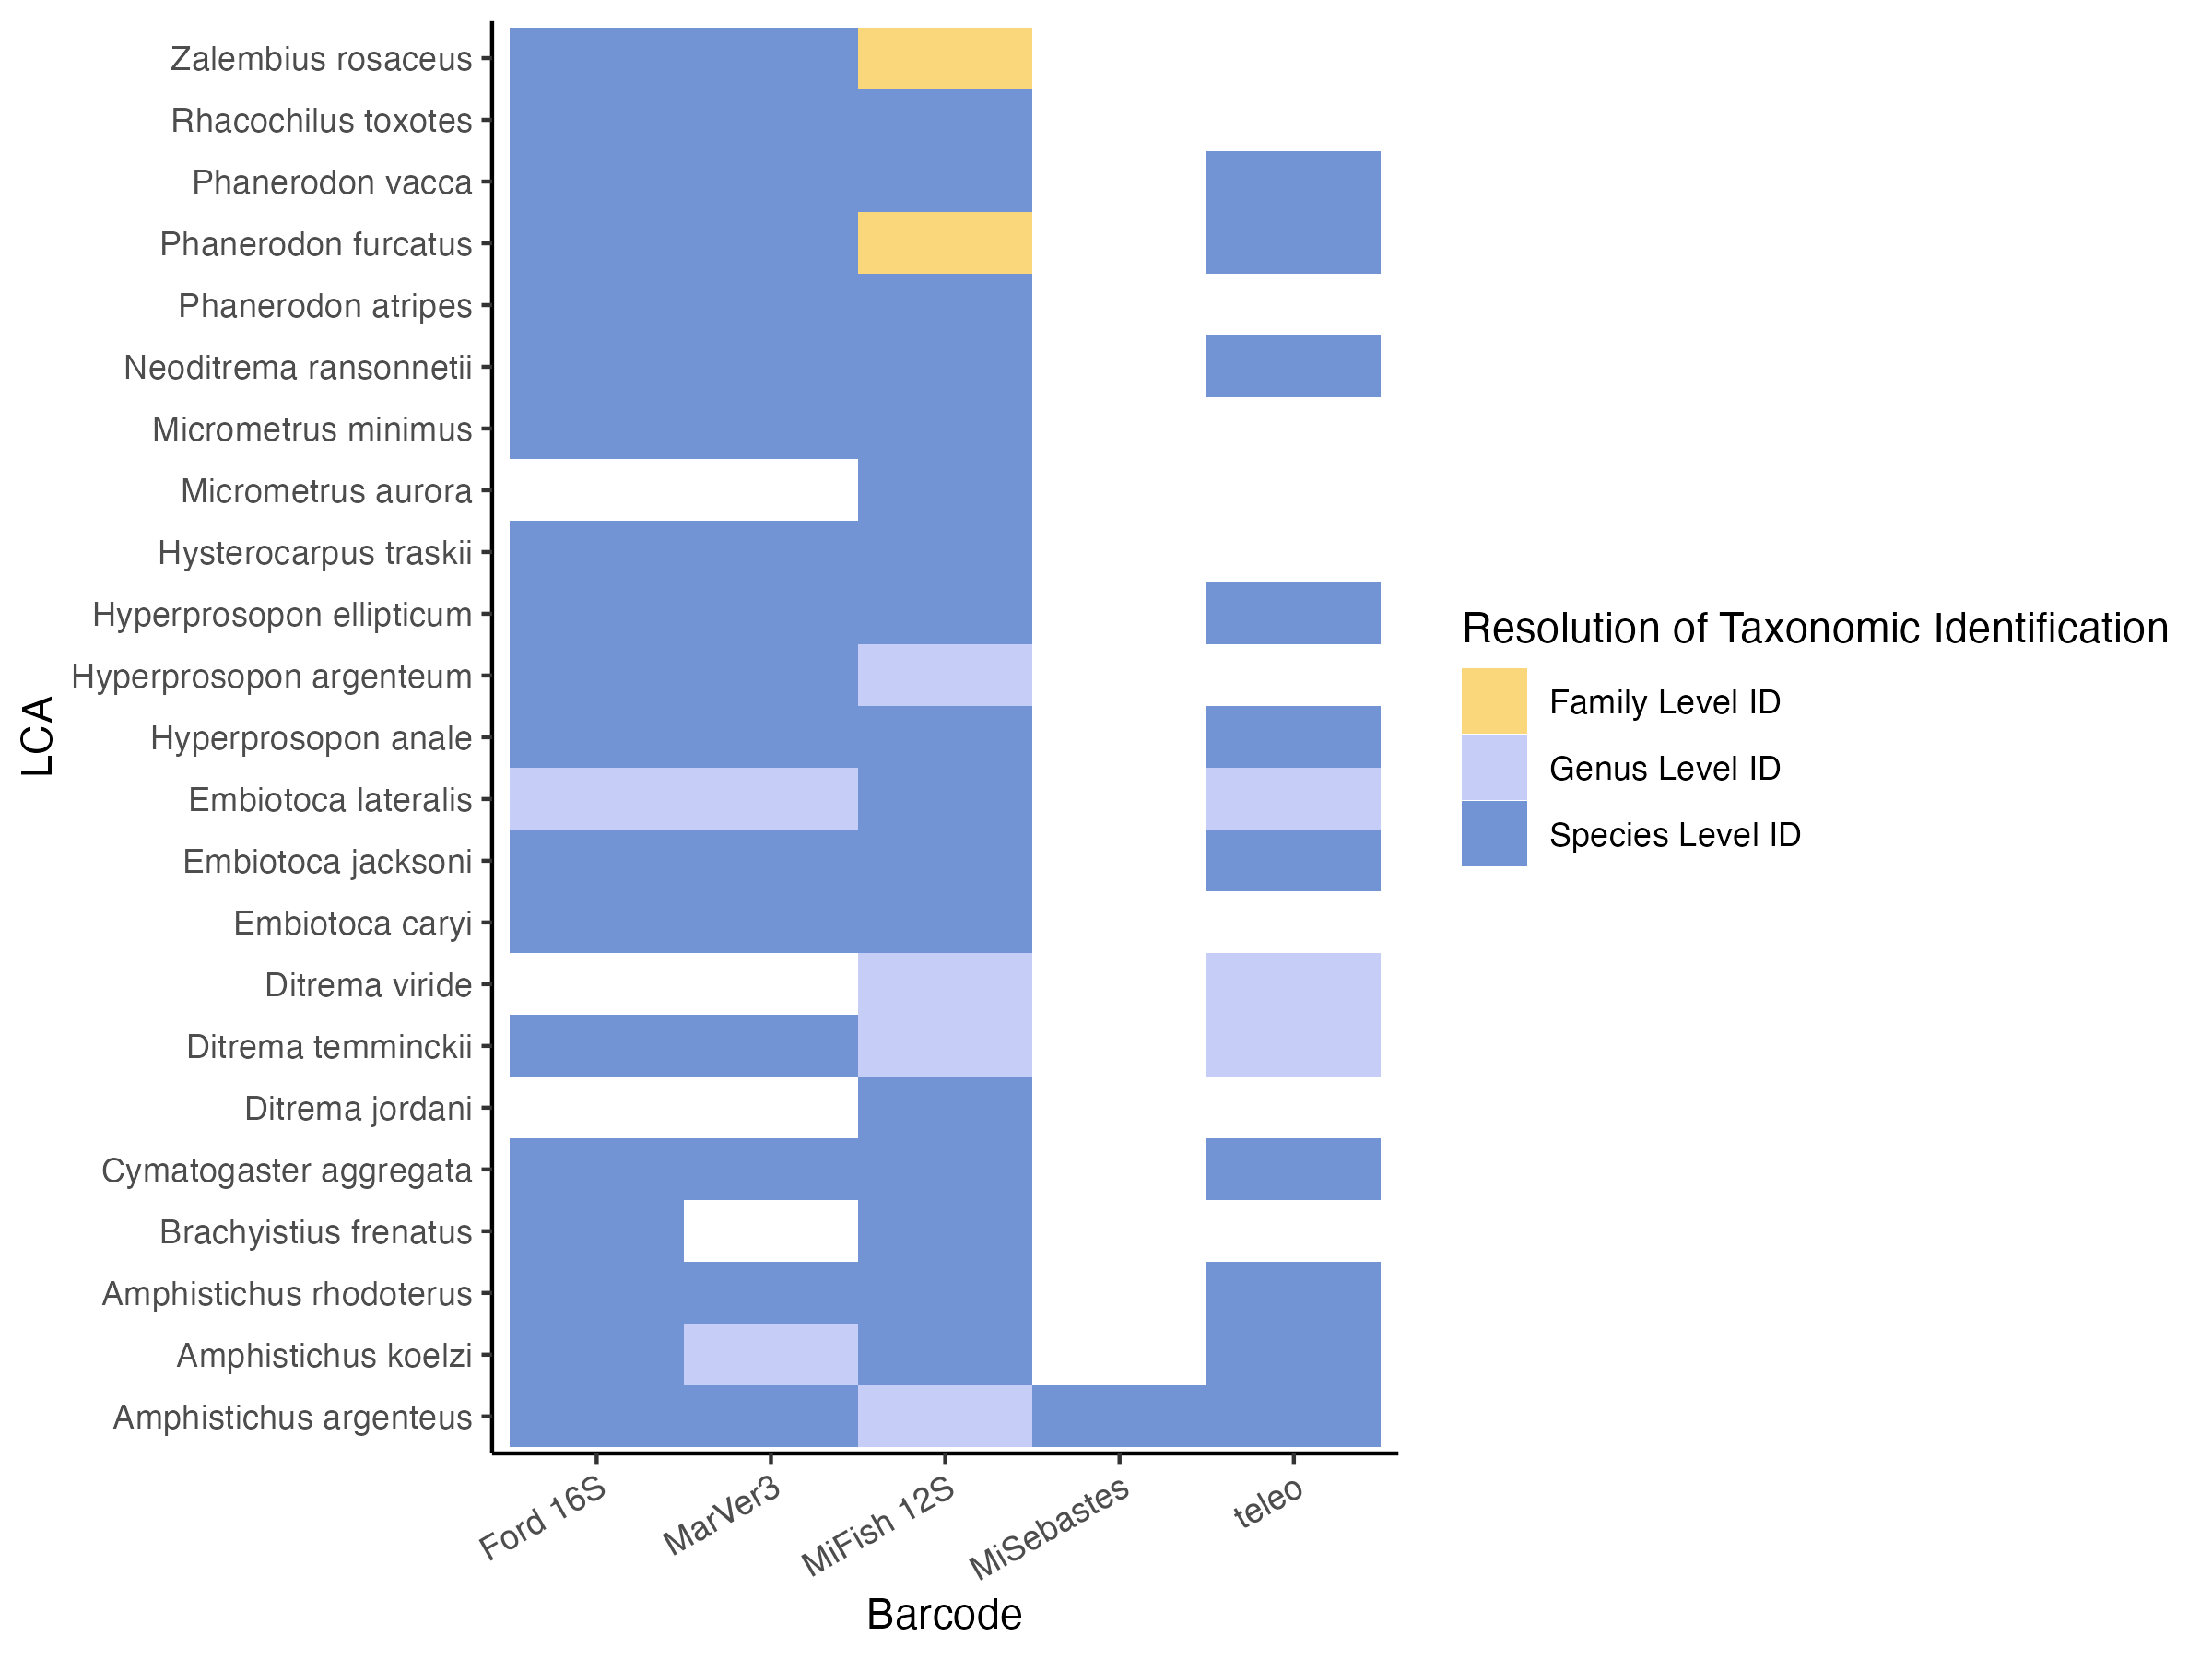 Zalembius rosaceus
Rhacochilus toxotes
Phanerodon vacca
Phanerodon furcatus
Phanerodon atripes
Neoditrema ransonnetii
Micrometrus minimus
Micrometrus aurora
Hysterocarpus traskii
Hyperprosopon ellipticum
Hyperprosopon argenteum
Hyperprosopon anale
Embiotoca lateralis
Embiotoca jacksoni
Embiotoca caryi
Ditrema viride
Ditrema temminckii
Ditrema jordani
Cymatogaster aggregata
Brachyistius frenatus
Amphistichus rhodoterus
Amphistichus koelzi
Amphistichus argenteus
LCA
Ford 16S
MarVer3
MiFish 12S
MiSebastes
teleo
Barcode
Resolution of Taxonomic Identification
Family Level ID
Genus Level ID
Species Level ID